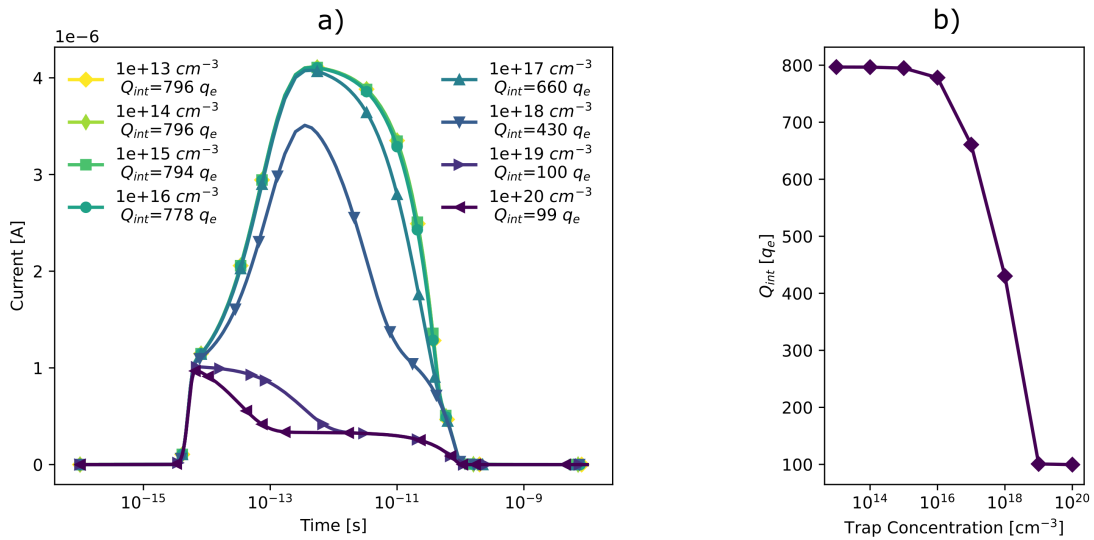 a)
1e−6
1e+13 cm⁻³
Q_int=796 q_e
1e+14 cm⁻³
Q_int=796 q_e
1e+15 cm⁻³
Q_int=794 q_e
1e+16 cm⁻³
Q_int=778 q_e
1e+17 cm⁻³
Q_int=660 q_e
1e+18 cm⁻³
Q_int=430 q_e
1e+19 cm⁻³
Q_int=100 q_e
1e+20 cm⁻³
Q_int=99 q_e
Current [A]
4
3
2
1
0
10⁻¹⁵
10⁻¹³
10⁻¹¹
10⁻⁹
Time [s]
b)
Q_int [q_e]
800
700
600
500
400
300
200
100
10¹⁴
10¹⁶
10¹⁸
10²⁰
Trap Concentration [cm⁻³]